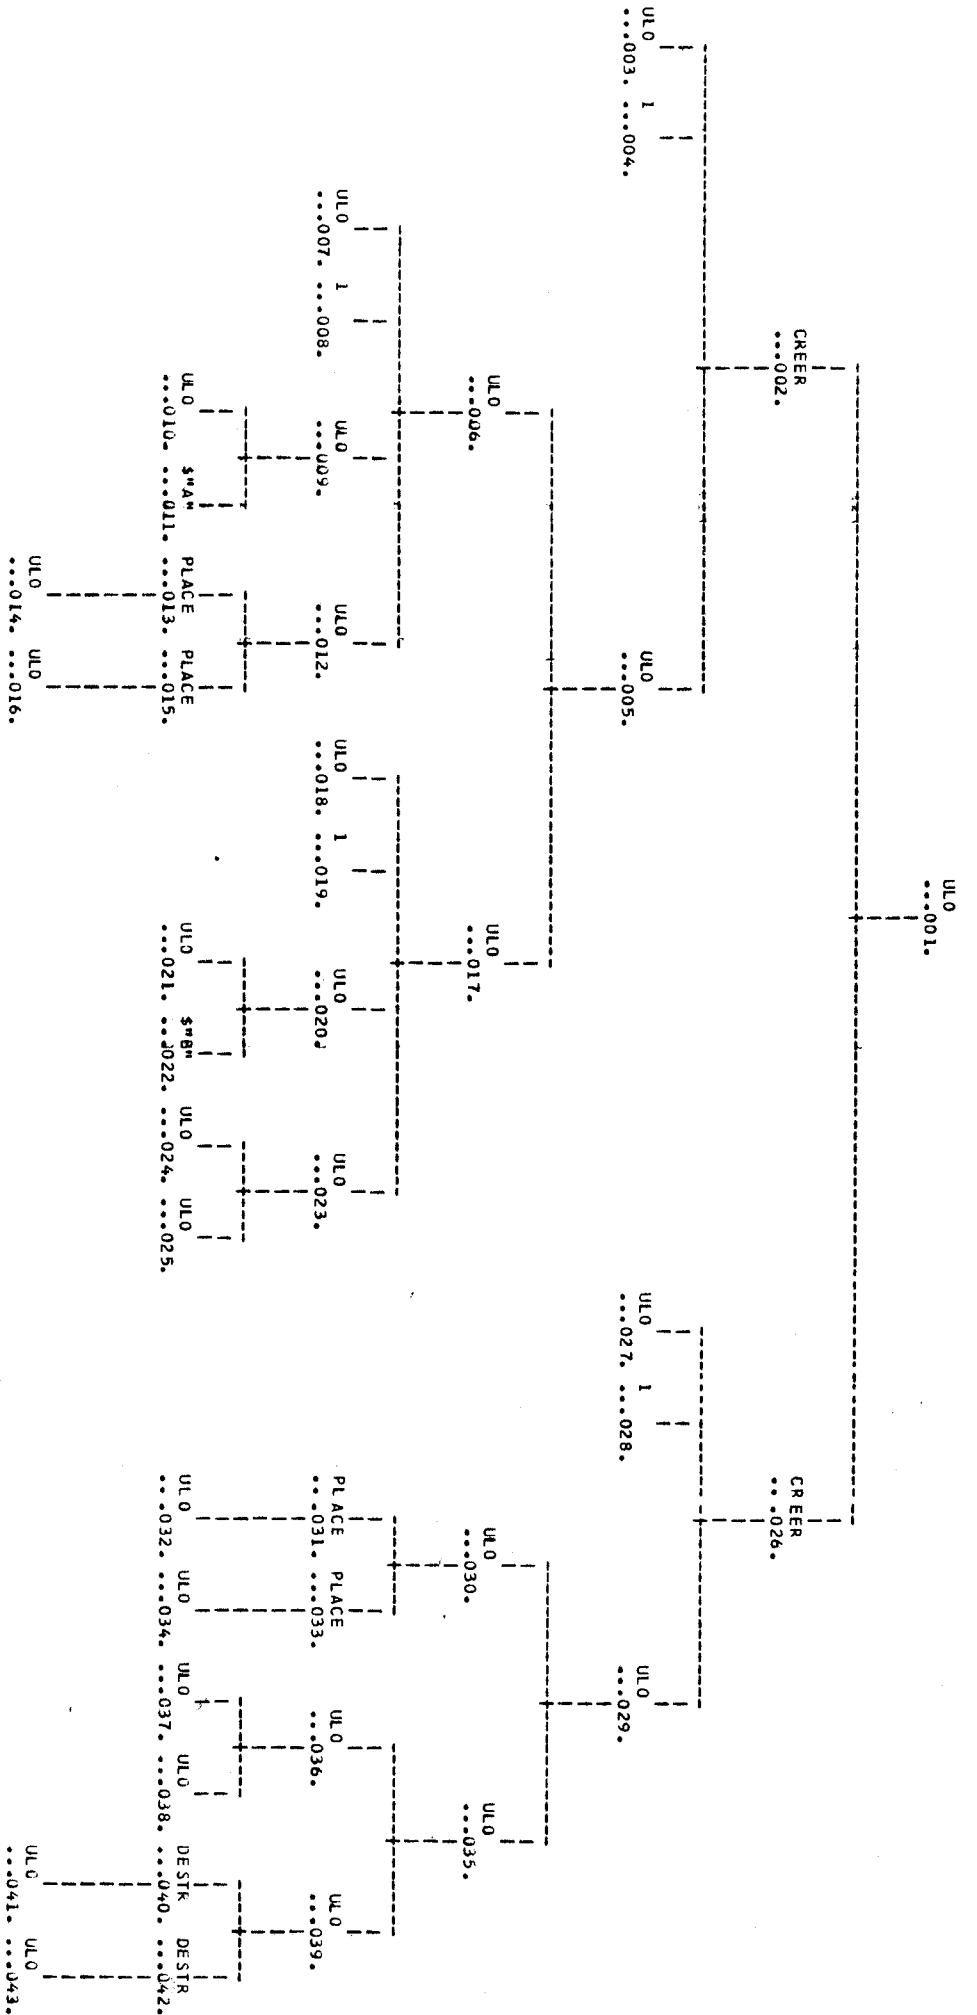 ULO
...001.
CREER CREER
...002. ...026.
ULO 1 ULO ULO 1 ULO
...003. ...004. ...005. ...027. ...028. ...029.
ULO ULO ULO ULO
...006. ...017. ...030. ...035.
ULO 1 ULO ULO ULO 1 ULO ULO PLACE PLACE ULO ULO
...007. ...008. ...009. ...012. ...018. ...019. ...020. ...023. ...031. ...033. ...036. ...039.
ULO $"A" PLACE PLACE ULO $"B" ULO ULO ULO ULO ULO ULO DESTR DESTR
...010. ...011. ...013. ...015. ...021. ...022. ...024. ...025. ...032. ...034. ...037. ...038. ...040. ...042.
ULO ULO ULO ULO
...014. ...016. ...041. ...043.